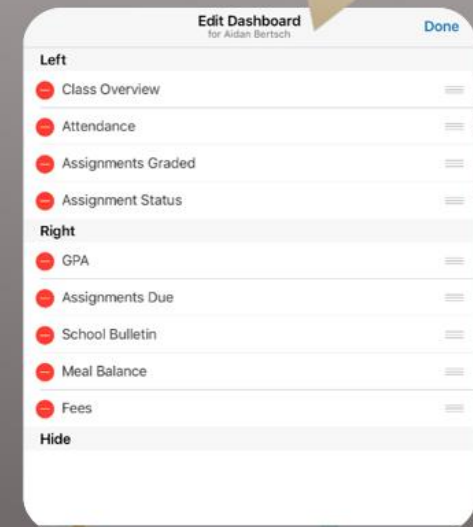 Edit Dashboard
Done
for Aidan Bertsch
Left
Class Overview
Attendance
Assignments Graded
Assignment Status
Right
GPA
Assignments Due
School Bulletin
Meal Balance
Fees
Hide